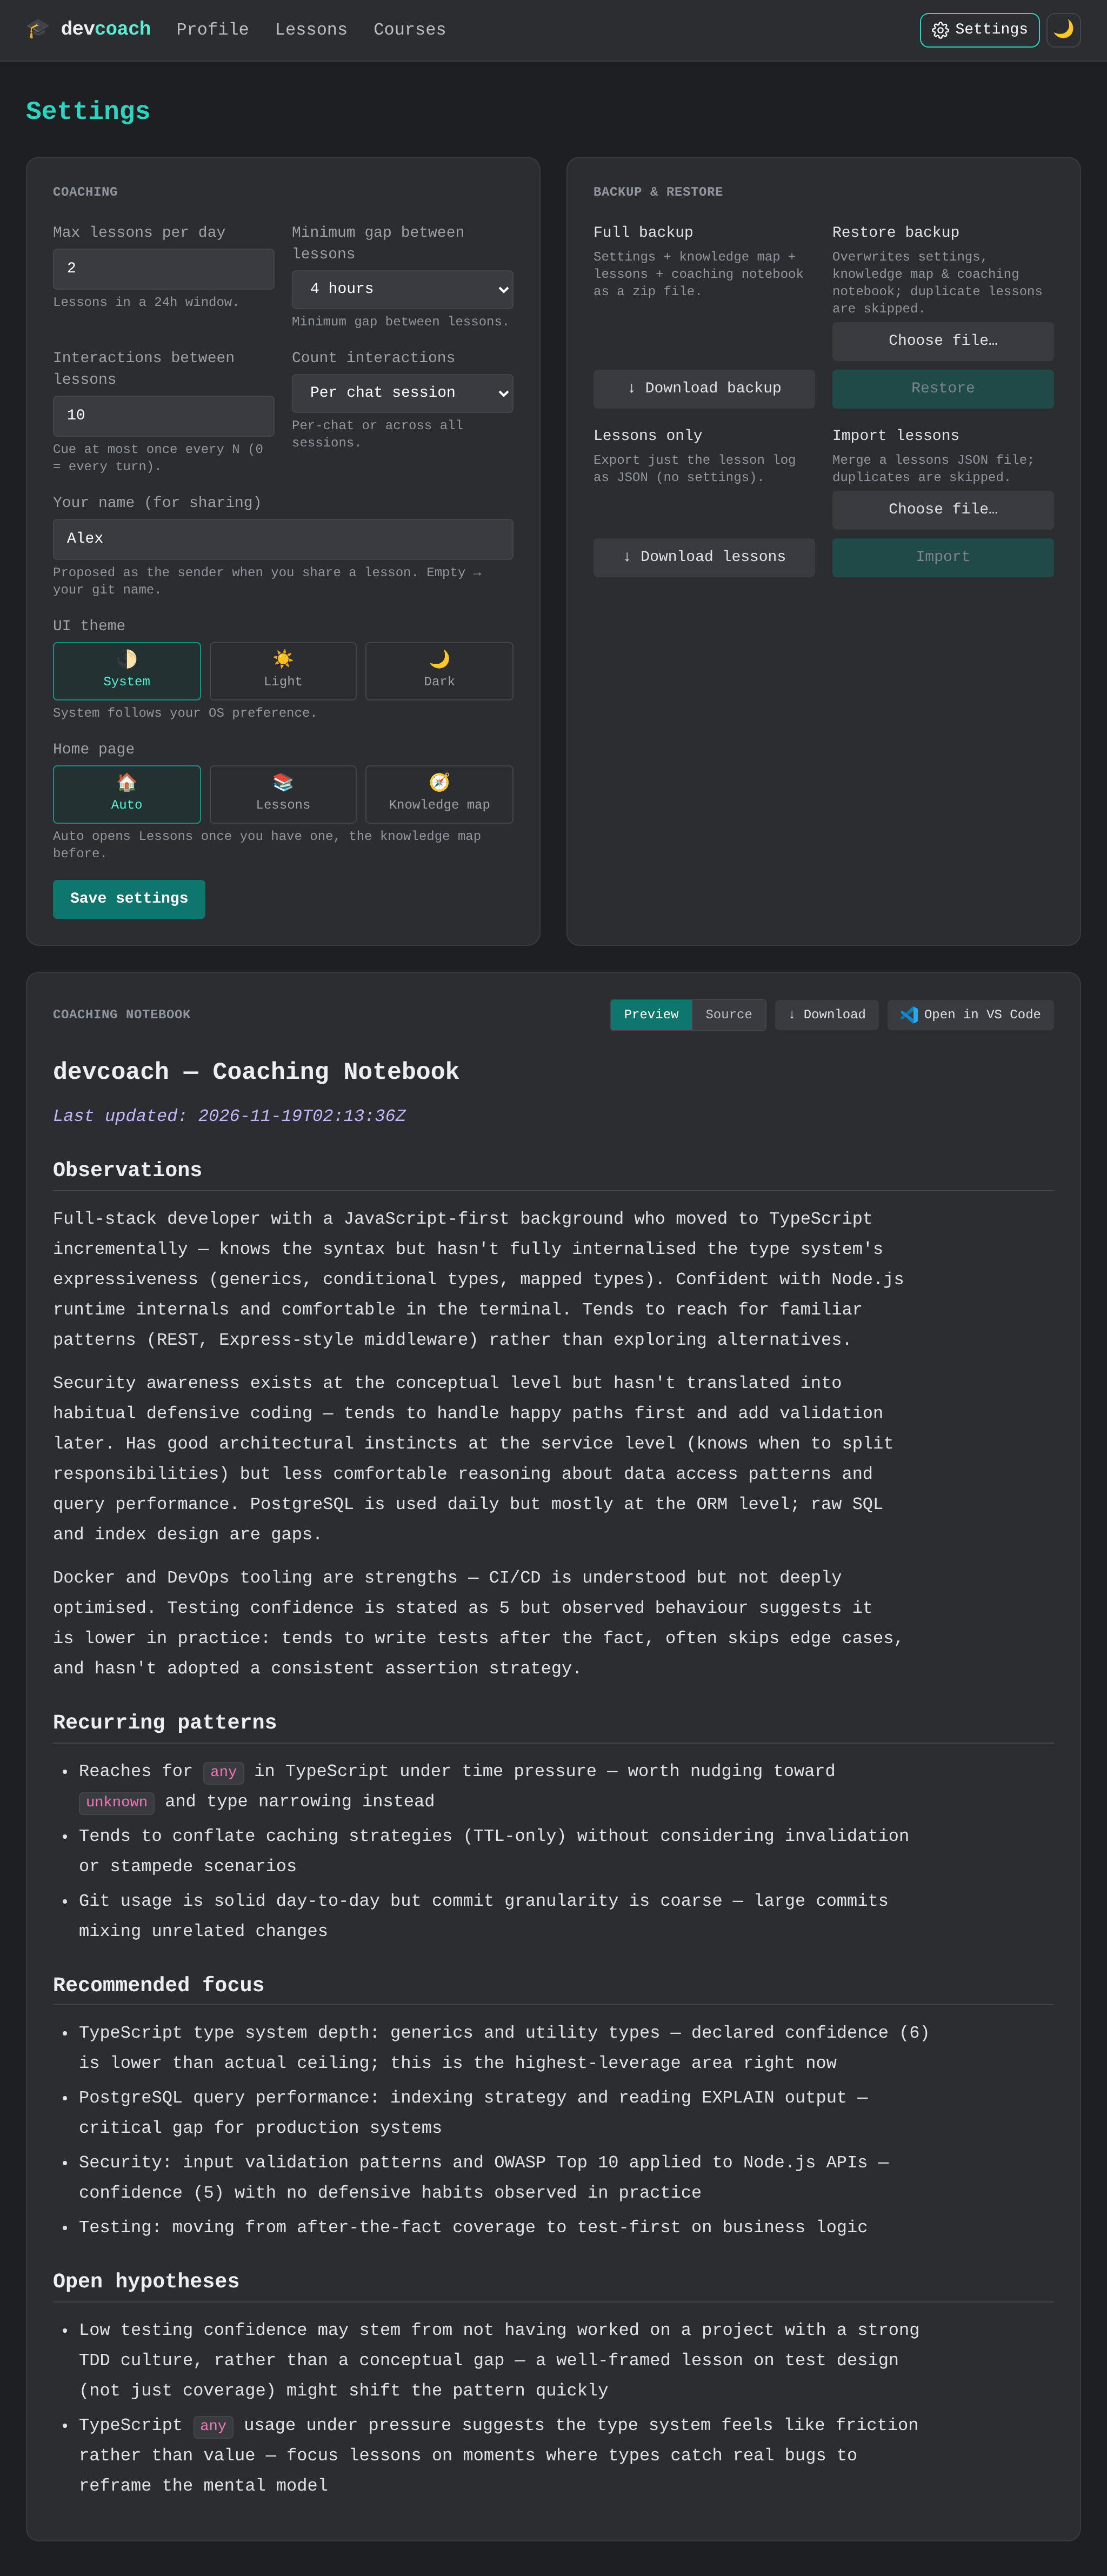 devcoach Profile Lessons Courses Settings
Settings
COACHING
Max lessons per day
2
Lessons in a 24h window.
Minimum gap between
lessons
4 hours
Minimum gap between lessons.
Interactions between
lessons
10
Cue at most once every N (0
= every turn).
Count interactions
Per chat session
Per-chat or across all
sessions.
Your name (for sharing)
Alex
Proposed as the sender when you share a lesson. Empty →
your git name.
UI theme
System
Light
Dark
System follows your OS preference.
Home page
Auto
Lessons
Knowledge map
Auto opens Lessons once you have one, the knowledge map
before.
Save settings
BACKUP & RESTORE
Full backup
Settings + knowledge map +
lessons + coaching notebook
as a zip file.
↓ Download backup
Restore backup
Overwrites settings,
knowledge map & coaching
notebook; duplicate lessons
are skipped.
Choose file…
Restore
Lessons only
Export just the lesson log
as JSON (no settings).
↓ Download lessons
Import lessons
Merge a lessons JSON file;
duplicates are skipped.
Choose file…
Import
COACHING NOTEBOOK
Preview Source ↓ Download Open in VS Code
devcoach — Coaching Notebook
Last updated: 2026-11-19T02:13:36Z
Observations
Full-stack developer with a JavaScript-first background who moved to TypeScript
incrementally — knows the syntax but hasn't fully internalised the type system's
expressiveness (generics, conditional types, mapped types). Confident with Node.js
runtime internals and comfortable in the terminal. Tends to reach for familiar
patterns (REST, Express-style middleware) rather than exploring alternatives.
Security awareness exists at the conceptual level but hasn't translated into
habitual defensive coding — tends to handle happy paths first and add validation
later. Has good architectural instincts at the service level (knows when to split
responsibilities) but less comfortable reasoning about data access patterns and
query performance. PostgreSQL is used daily but mostly at the ORM level; raw SQL
and index design are gaps.
Docker and DevOps tooling are strengths — CI/CD is understood but not deeply
optimised. Testing confidence is stated as 5 but observed behaviour suggests it
is lower in practice: tends to write tests after the fact, often skips edge cases,
and hasn't adopted a consistent assertion strategy.
Recurring patterns
• Reaches for any in TypeScript under time pressure — worth nudging toward
unknown and type narrowing instead
• Tends to conflate caching strategies (TTL-only) without considering invalidation
or stampede scenarios
• Git usage is solid day-to-day but commit granularity is coarse — large commits
mixing unrelated changes
Recommended focus
• TypeScript type system depth: generics and utility types — declared confidence (6)
is lower than actual ceiling; this is the highest-leverage area right now
• PostgreSQL query performance: indexing strategy and reading EXPLAIN output —
critical gap for production systems
• Security: input validation patterns and OWASP Top 10 applied to Node.js APIs —
confidence (5) with no defensive habits observed in practice
• Testing: moving from after-the-fact coverage to test-first on business logic
Open hypotheses
• Low testing confidence may stem from not having worked on a project with a strong
TDD culture, rather than a conceptual gap — a well-framed lesson on test design
(not just coverage) might shift the pattern quickly
• TypeScript any usage under pressure suggests the type system feels like friction
rather than value — focus lessons on moments where types catch real bugs to
reframe the mental model